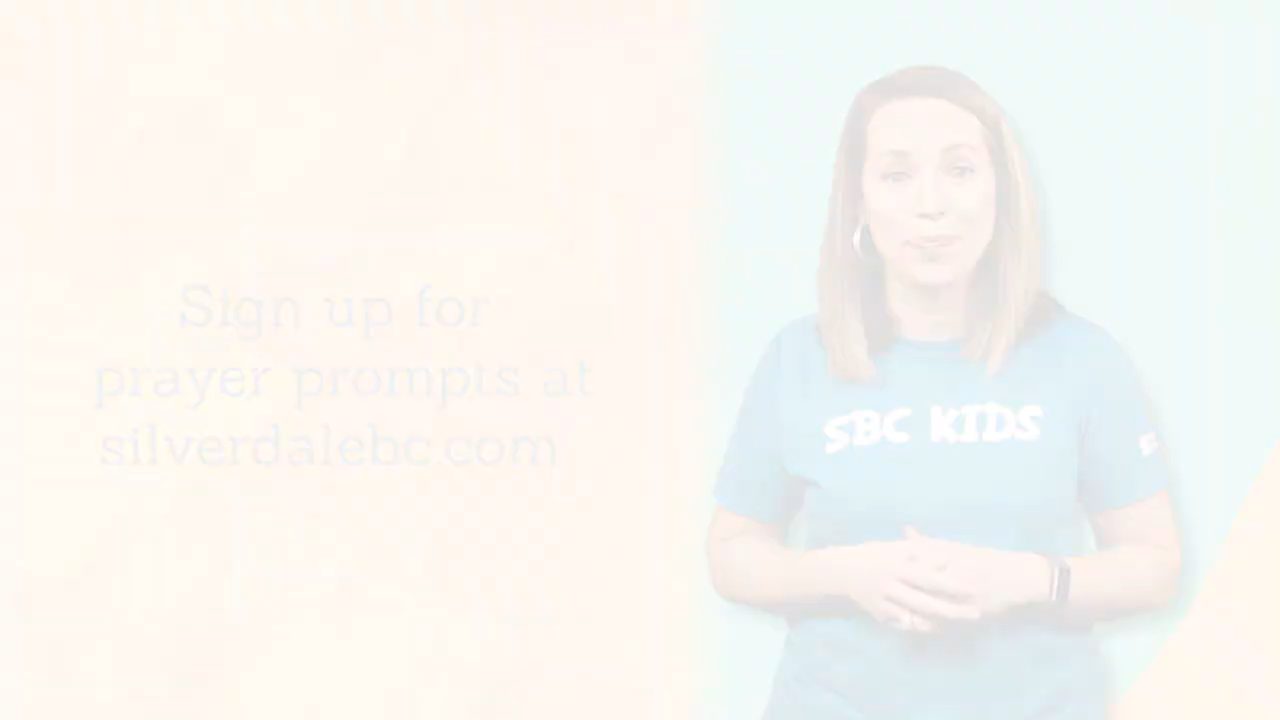 Sign up for
prayer prompts at
silverdalebc.com
SBC KIDS